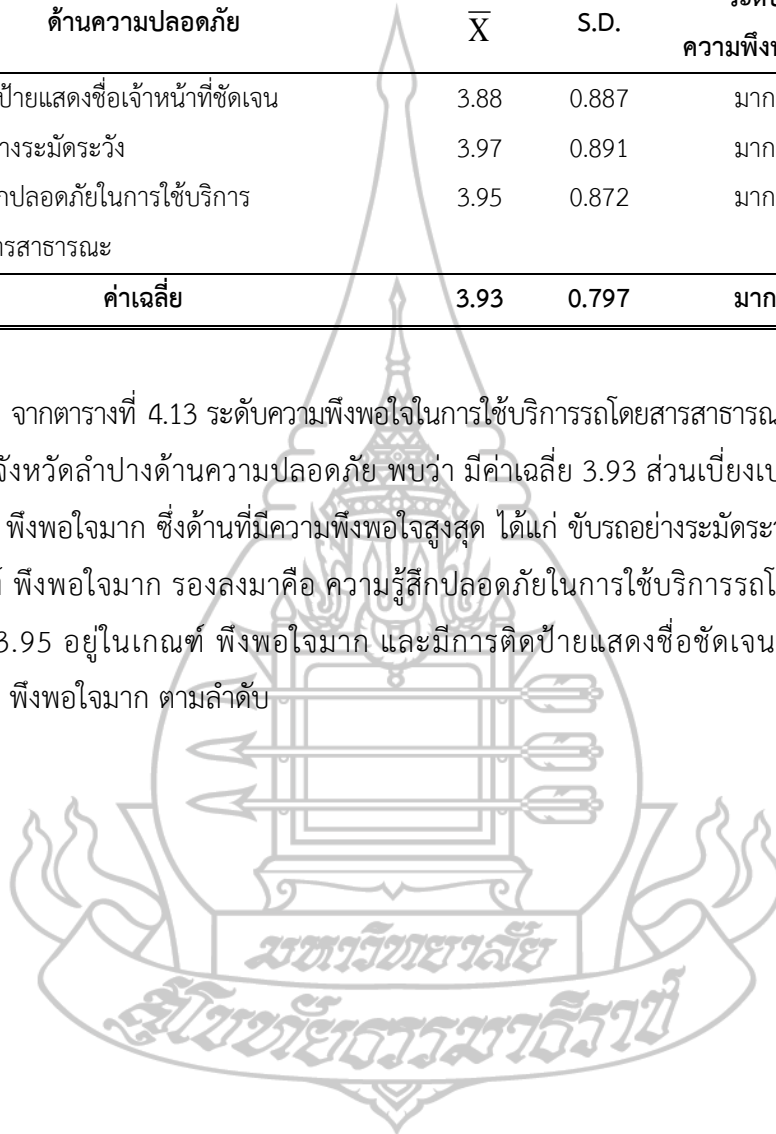 ด้านความปลอดภัย X̄ S.D. ระดับ
ความพึง
ป้ายแสดงชื่อเจ้าหน้าที่ชัดเจน 3.88 0.887 มาก
างระมัดระวัง 3.97 0.891 มาก
กปลอดภัยในการใช้บริการ 3.95 0.872 มาก
ารสาธารณะ
ค่าเฉลี่ย 3.93 0.797 มาก
จากตารางที่ 4.13 ระดับความพึงพอใจในการใช้บริการรถโดยสารสาธารณ
จังหวัดลำปางด้านความปลอดภัย พบว่า มีค่าเฉลี่ย 3.93 ส่วนเบี่ยงเบ
พึงพอใจมาก ซึ่งด้านที่มีความพึงพอใจสูงสุด ได้แก่ ขับรถอย่างระมัดระ
พึงพอใจมาก รองลงมาคือ ความรู้สึกปลอดภัยในการใช้บริการรถโ
3.95 อยู่ในเกณฑ์ พึงพอใจมาก และมีการติดป้ายแสดงชื่อชัดเจน
พึงพอใจมาก ตามลำดับ
มหาวิทยาลัย
สุโขทัยธรรมาธิราช